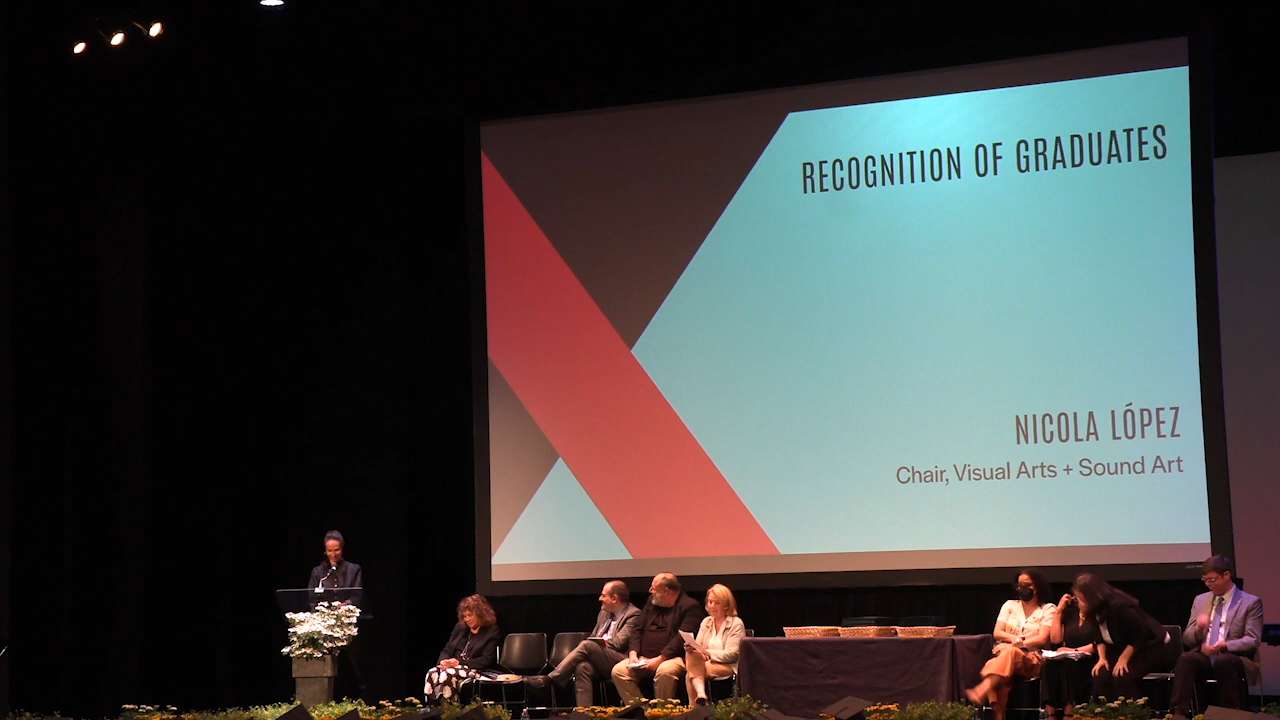 RECOGNITION OF GRADUATES
NICOLA LÓPEZ
Chair, Visual Arts + Sound Art